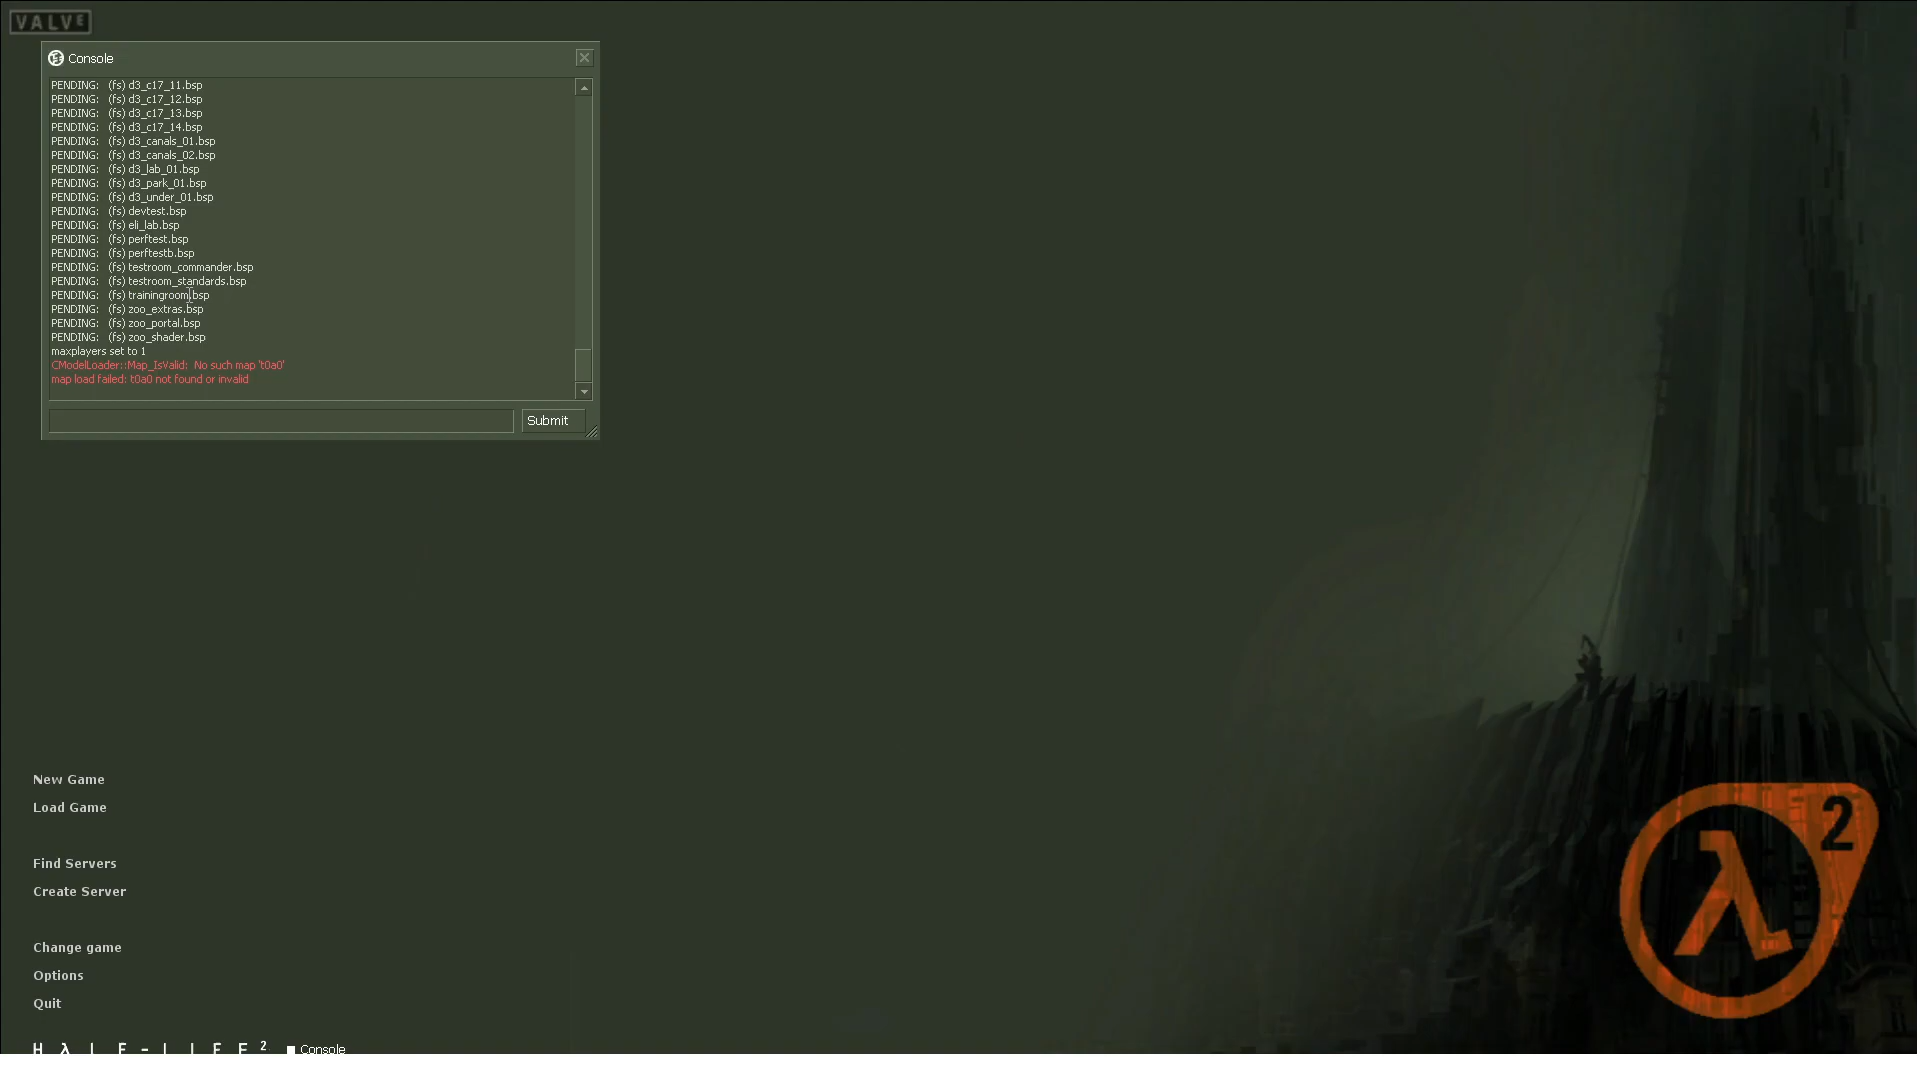 VALVE
Console
PENDING: (fs) d3_c17_11.bsp
PENDING: (fs) d3_c17_12.bsp
PENDING: (fs) d3_c17_13.bsp
PENDING: (fs) d3_c17_14.bsp
PENDING: (fs) d3_canals_01.bsp
PENDING: (fs) d3_canals_02.bsp
PENDING: (fs) d3_lab_01.bsp
PENDING: (fs) d3_park_01.bsp
PENDING: (fs) d3_under_01.bsp
PENDING: (fs) devtest.bsp
PENDING: (fs) eli_lab.bsp
PENDING: (fs) perftest.bsp
PENDING: (fs) perftestb.bsp
PENDING: (fs) testroom_commander.bsp
PENDING: (fs) testroom_standards.bsp
PENDING: (fs) trainingroom.bsp
PENDING: (fs) zoo_extras.bsp
PENDING: (fs) zoo_portal.bsp
PENDING: (fs) zoo_shader.bsp
maxplayers set to 1
CModelLoader::Map_IsValid: No such map 't0a0'
map load failed: t0a0 not found or invalid
Submit
New Game
Load Game
Find Servers
Create Server
Change game
Options
Quit
λ2
HλLF-LIFE2
Console